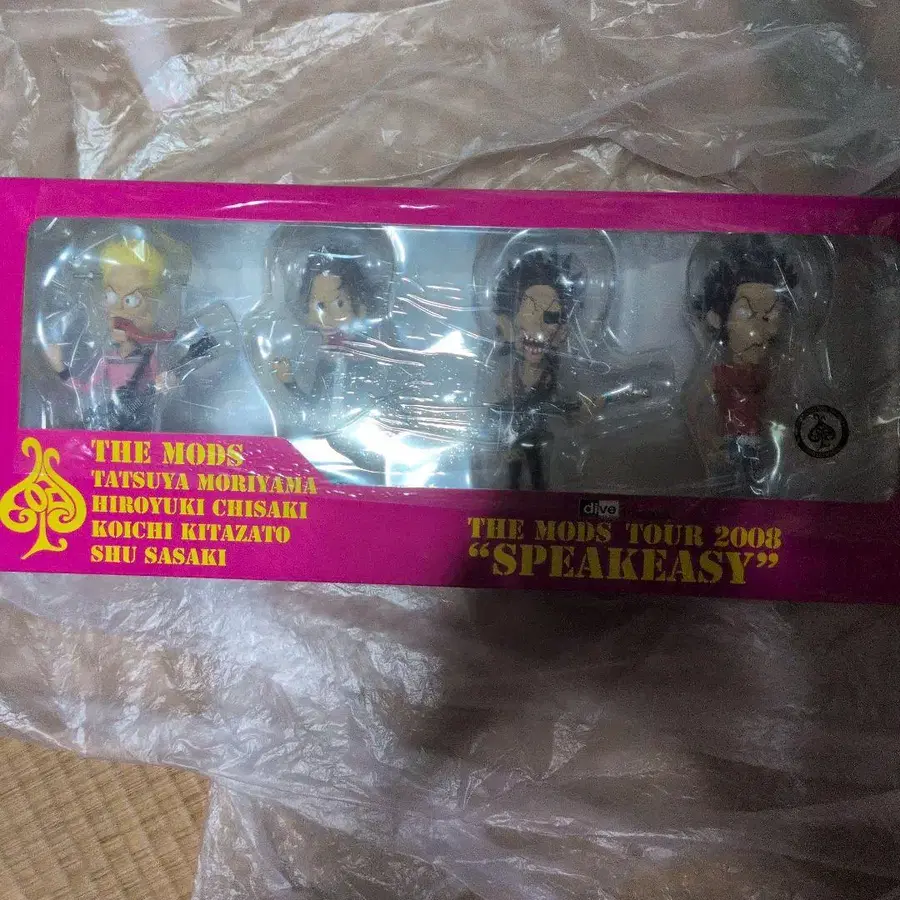 THE MODS
TATSUYA MORIYAMA
HIROYUKI CHISAKI
KOICHI KITAZATO
SHU SASAKI
dive
THE MODS TOUR 2008
"SPEAKEASY"